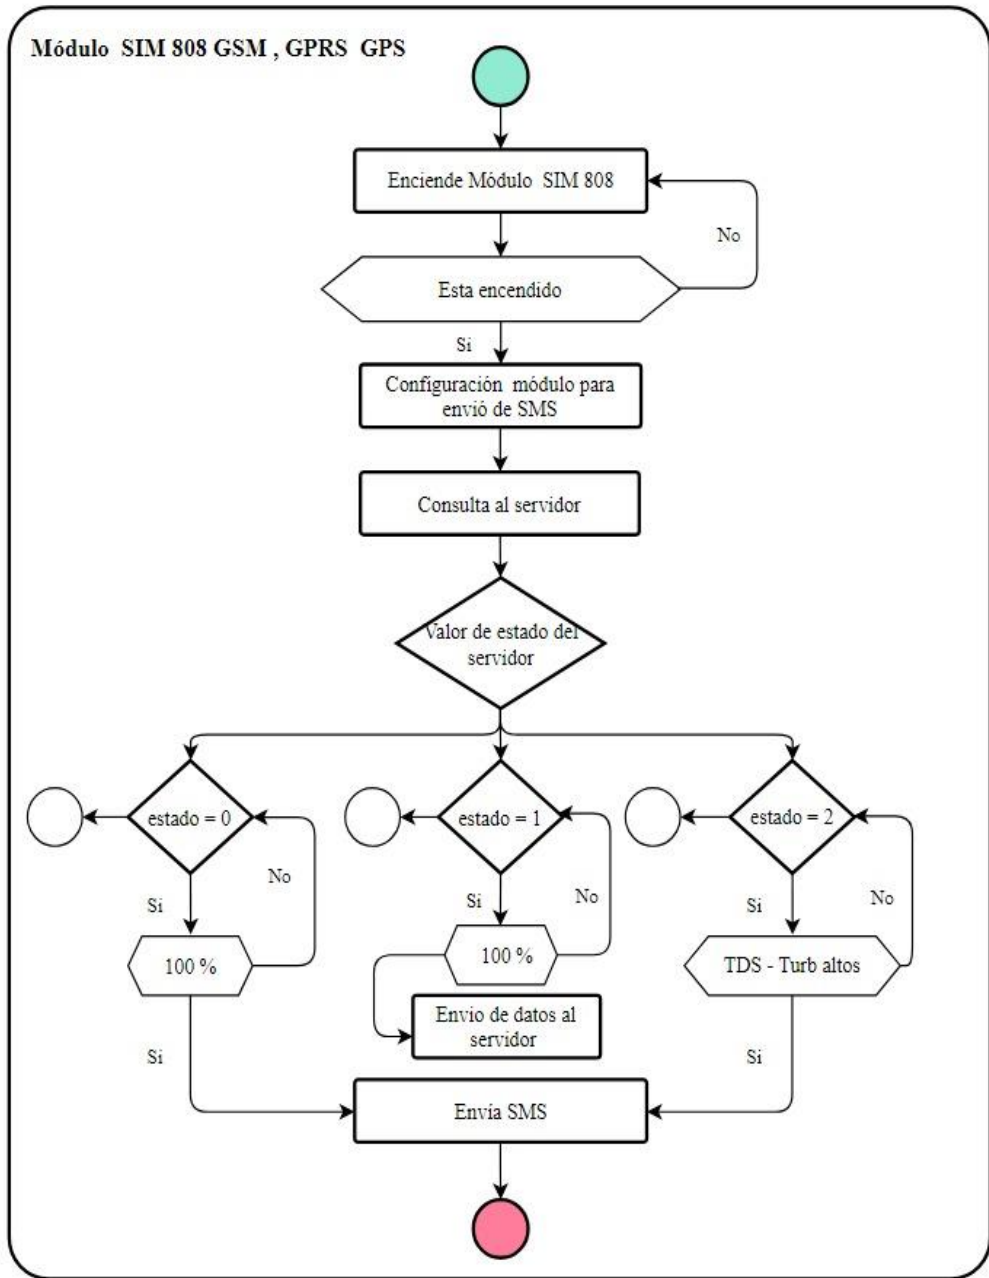 Módulo SIM 808 GSM , GPRS GPS
Enciende Módulo SIM 808
No
Esta encendido
Si
Confíguración módulo para
envió de SMS
Consulta al servidor
Valor de estado del
servidor
estado = 0
estado = 1
estado = 2
No
No
No
Si
Si
Si
100 %
100 %
TDS - Turb altos
Envio de datos al
servidor
Si
Si
Envía SMS